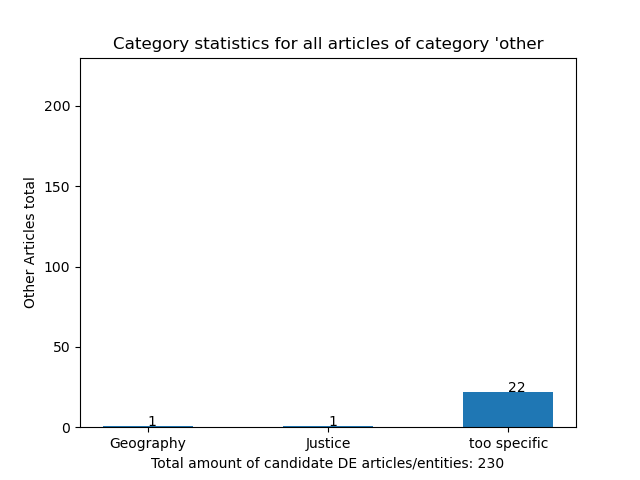 Category statistics for all articles of category 'other
Other Articles total
200
150
100
50
0
1
1
22
Geography
Justice
too specific
Total amount of candidate DE articles/entities: 230